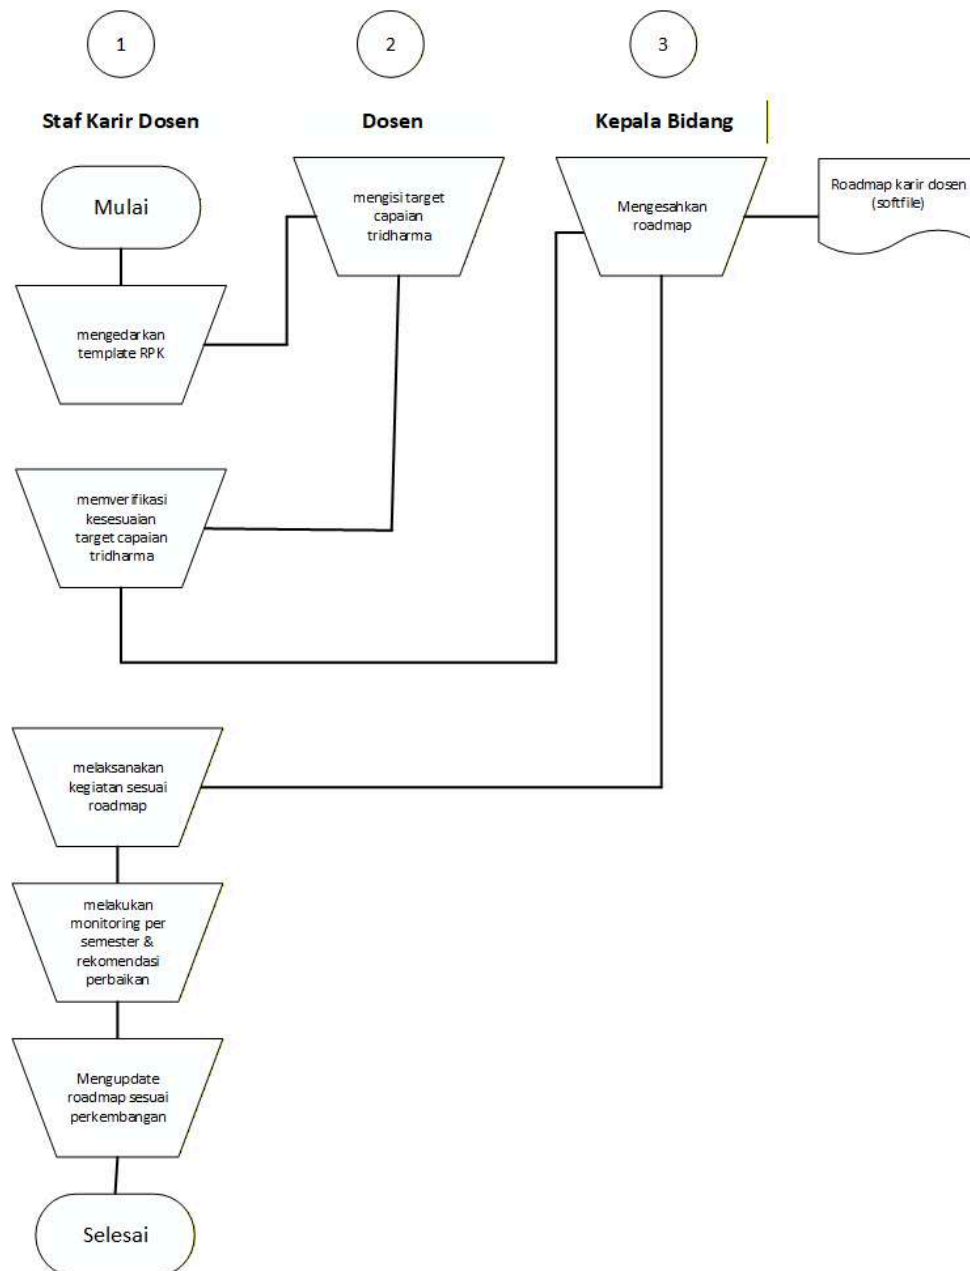 1
2
3
Staf Karir Dosen
Dosen
Kepala Bidang
Mulai
mengisi target
capaian
tridharma
Mengesahkan
roadmap
Roadmap karir dosen
(softfile)
mengedarkan
template RPK
memverifikasi
kesesuaian
target capaian
tridharma
melaksanakan
kegiatan sesuai
roadmap
melakukan
monitoring per
semester &
rekomendasi
perbaikan
Mengupdate
roadmap sesuai
perkembangan
Selesai